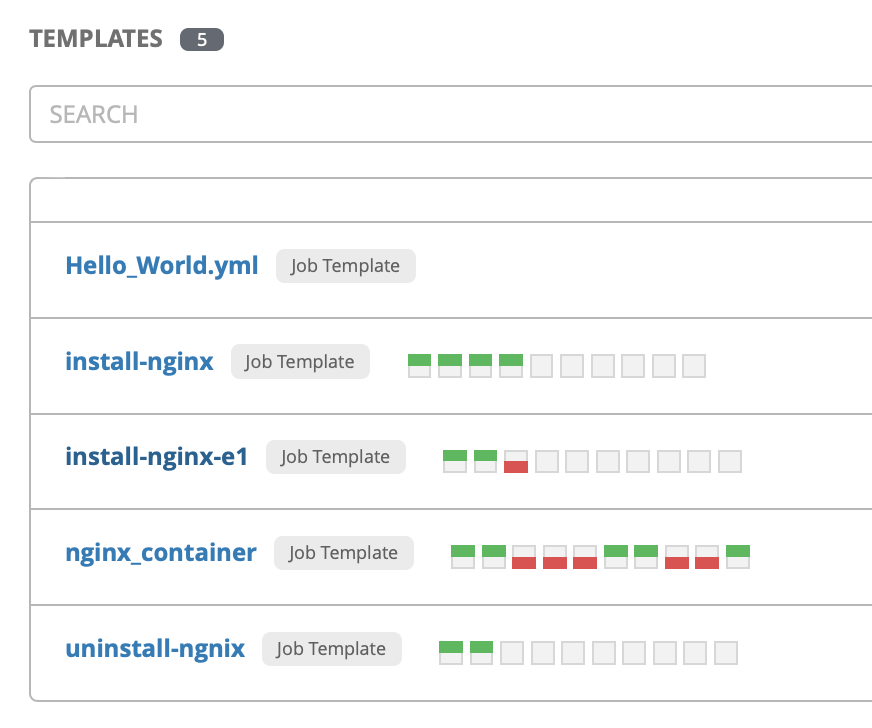 TEMPLATES 5
SEARCH
Hello_World.yml Job Template
install-nginx Job Template
install-nginx-e1 Job Template
nginx_container Job Template
uninstall-ngnix Job Template